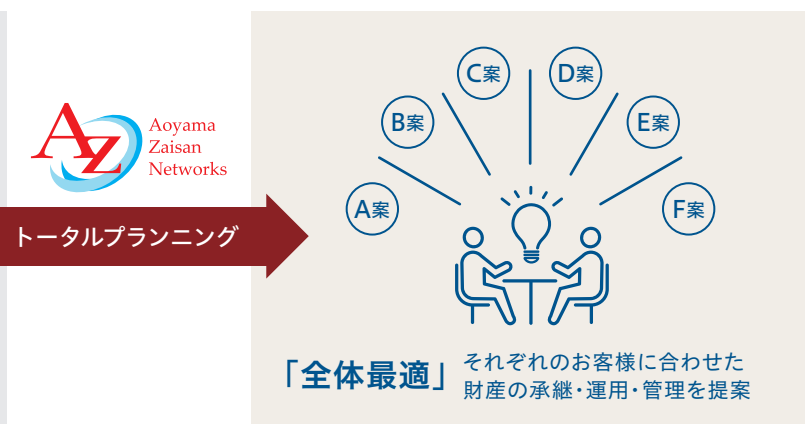 AZ
Aoyama
Zaisan
Networks
トータルプランニング
A案
B案
C案
D案
E案
F案
「全体最適」
それぞれのお客様に合わせた
財産の承継・運用・管理を提案